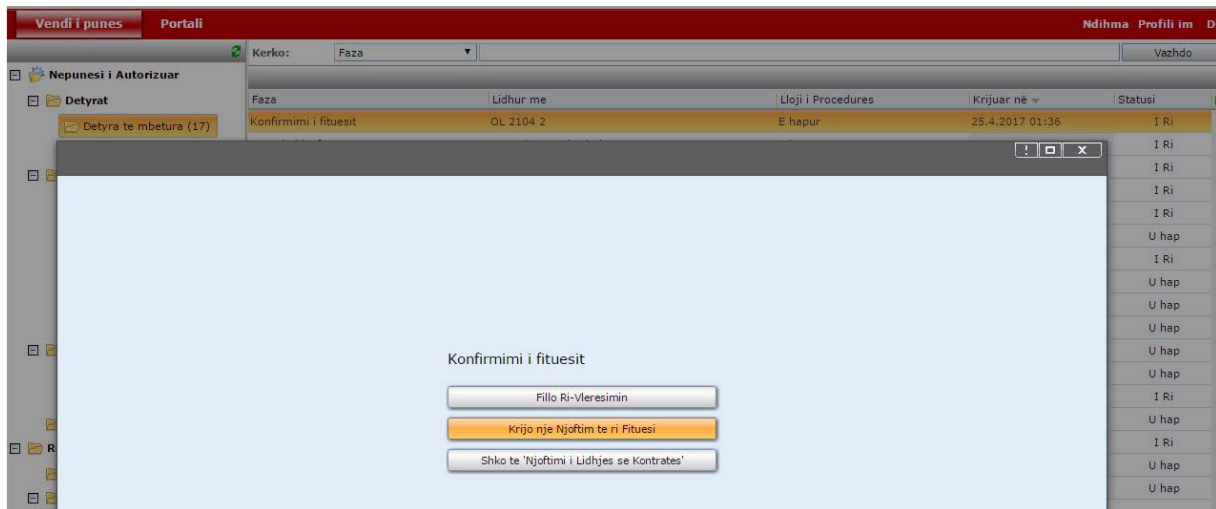 Vendi i punes Portali Ndihma Profili im D
Kerko: Faza Vazhdo
Nepunesi i Autorizuar
Detyrat Faza Lidhur me Lloji i Procedures Krijuar në Statusi
Detyra te mbetura (17) Konfirmimi i fituesit OL 2104 2 E hapur 25.4.2017 01:36 I Ri
I Ri
I Ri
I Ri
I Ri
U hap
I Ri
U hap
U hap
U hap
Konfirmimi i fituesit U hap
U hap
Fillo Ri-Vleresimin I Ri
Krijo nje Njoftim te ri Fituesi U hap
R I Ri
Shko te 'Njoftimi i Lidhjes se Kontrates' U hap
U hap